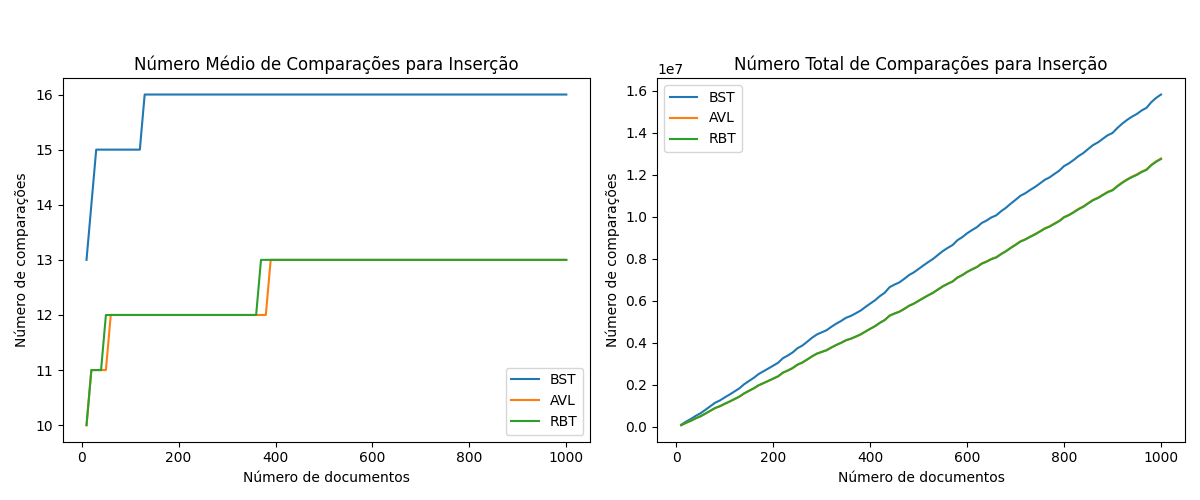 Número Médio de Comparações para Inserção
16
15
14
13
12
11
10
Número de comparações
BST
AVL
RBT
0
200
400
600
800
1000
Número de documentos
Número Total de Comparações para Inserção
1e7
1.6
1.4
1.2
1.0
0.8
0.6
0.4
0.2
0.0
Número de comparações
BST
AVL
RBT
0
200
400
600
800
1000
Número de documentos